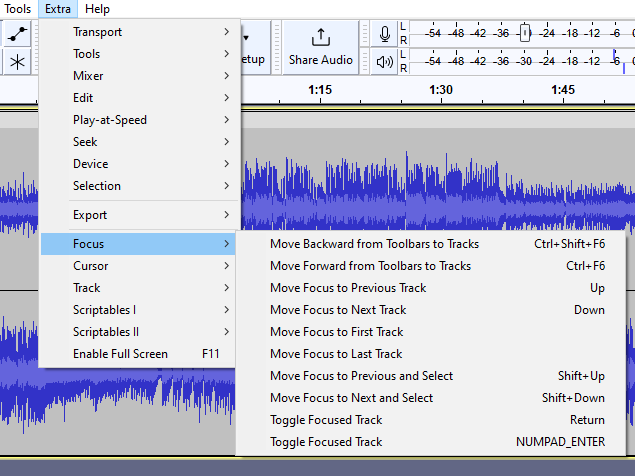 Tools Extra Help
Transport
Tools
Mixer
Edit
Play-at-Speed
Seek
Device
Selection
Export
Focus
Cursor
Track
Scriptables I
Scriptables II
Enable Full Screen F11
etup
Share Audio
L
R
-54 -48 -42 -36 -30 -24 -18 -12 -6 0
L
R
-54 -48 -42 -36 -30 -24 -18 -12 -6 0
1:15 1:30 1:45
Move Backward from Toolbars to Tracks Ctrl+Shift+F6
Move Forward from Toolbars to Tracks Ctrl+F6
Move Focus to Previous Track Up
Move Focus to Next Track Down
Move Focus to First Track
Move Focus to Last Track
Move Focus to Previous and Select Shift+Up
Move Focus to Next and Select Shift+Down
Toggle Focused Track Return
Toggle Focused Track NUMPAD_ENTER